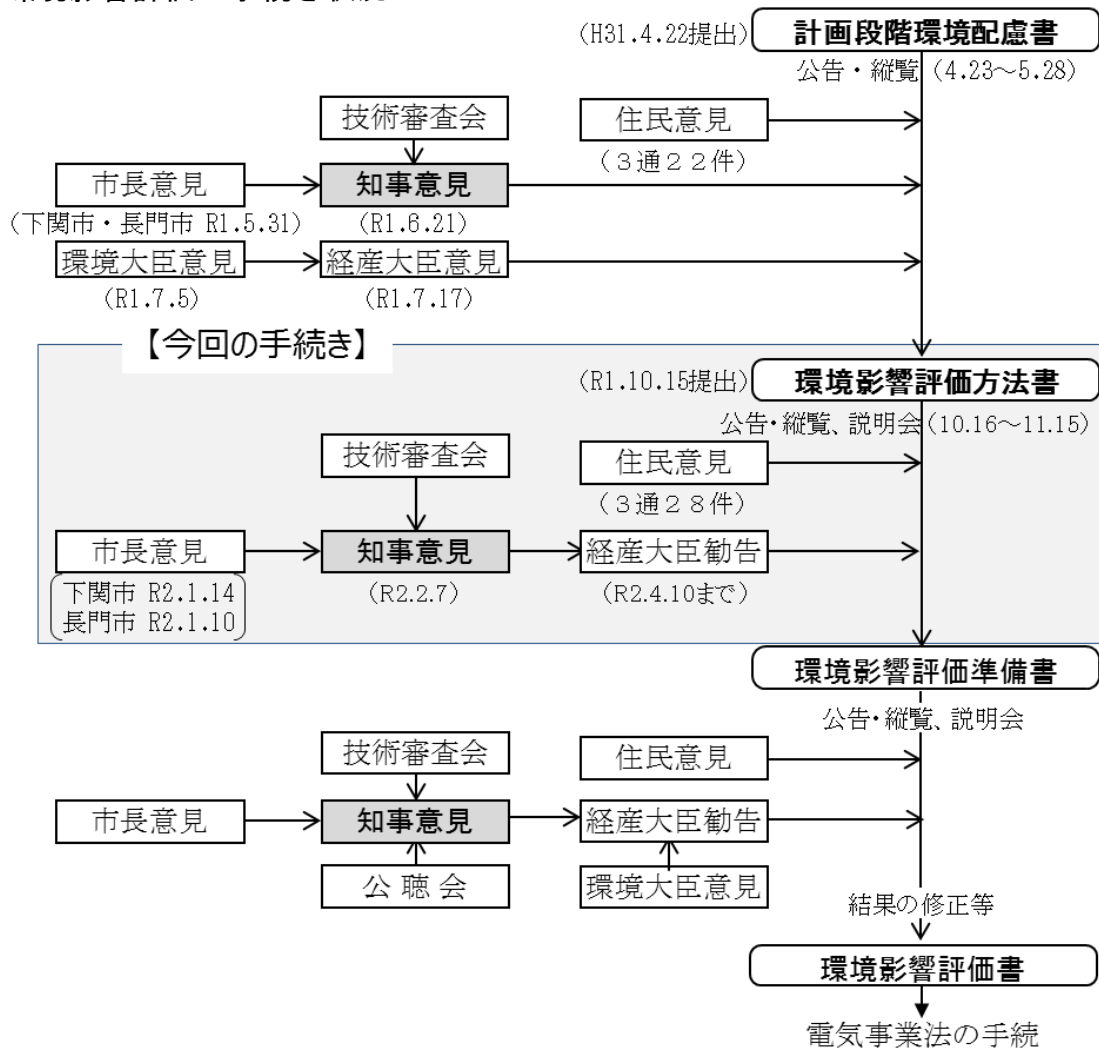 (H31.4.22提出)
計画段階環境配慮書
公告・縦覧 (4.23～5.28)
技術審査会
住民意見
(３通２２件)
市長意見
知事意見
(下関市・長門市 R1.5.31)
(R1.6.21)
環境大臣意見
経産大臣意見
(R1.7.5)
(R1.7.17)
【今回の手続き】
(R1.10.15提出)
環境影響評価方法書
公告・縦覧、説明会(10.16～11.15)
技術審査会
住民意見
(３通２８件)
市長意見
知事意見
経産大臣勧告
下関市 R2.1.14
長門市 R2.1.10
(R2.2.7)
(R2.4.10まで)
環境影響評価準備書
公告・縦覧、説明会
技術審査会
住民意見
市長意見
知事意見
経産大臣勧告
公 聴 会
環境大臣意見
結果の修正等
環境影響評価書
電気事業法の手続